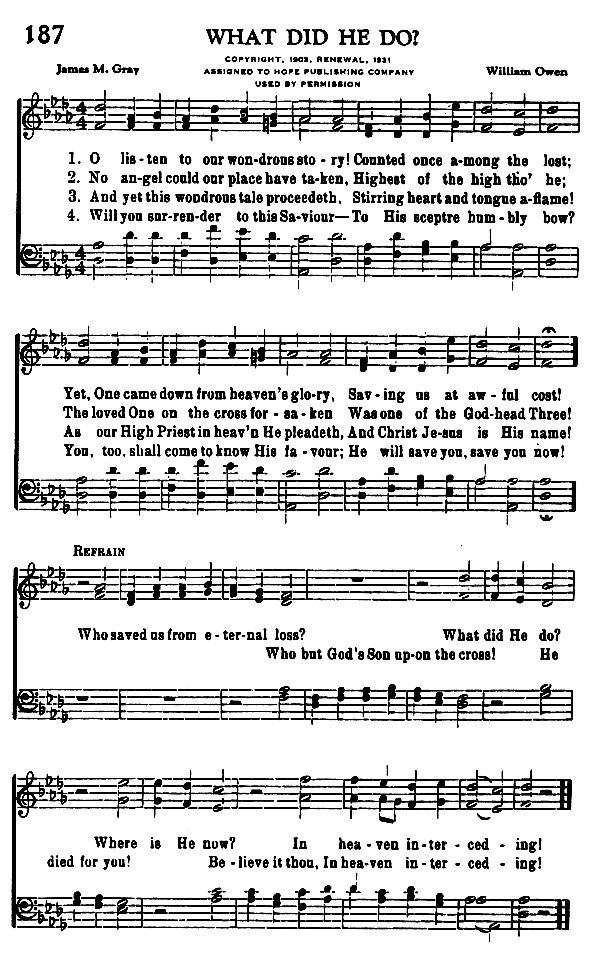 187
WHAT DID HE DO?
COPYRIGHT, 1903, RENEWAL, 1931
James M. Gray ASSIGNED TO HOPE PUBLISHING COMPANY William Owen
USED BY PERMISSION
1. O lis-ten to our won-drous sto-ry! Counted once a-mong the lost;
2. No an-gel could our place have ta-ken, Highest of the high tho' he;
3. And yet this wondrous tale proceedeth, Stirring heart and tongue a-flame!
4. Will you sur-ren-der to this Sa-viour—To His sceptre hum-bly bow?
Yet, One came down from heaven's glo-ry, Sav-ing us at aw-ful cost!
The loved One on the cross for-sa-ken Was one of the God-head Three!
As our High Priest in heav'n He pleadeth, And Christ Je-sus is His name!
You, too, shall come to know His fa-vour; He will save you, save you now!
REFRAIN
Who saved us from e-ter-nal loss? What did He do?
Who but God's Son up-on the cross! He
Where is He now? In hea-ven in-ter-ced-ing!
died for you! Be-lieve it thou, In hea-ven in-ter-ced-ing!